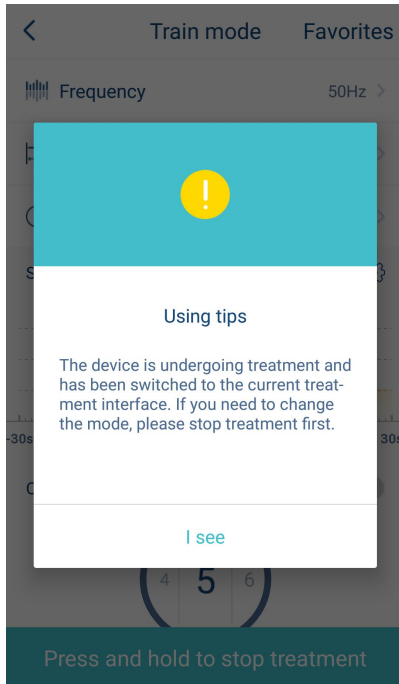 Train mode Favorites
Frequency 50Hz
Using tips
The device is undergoing treatment and
has been switched to the current treat-
ment interface. If you need to change
the mode, please stop treatment first.
-30s 30s
I see
4 5 6
Press and hold to stop treatment